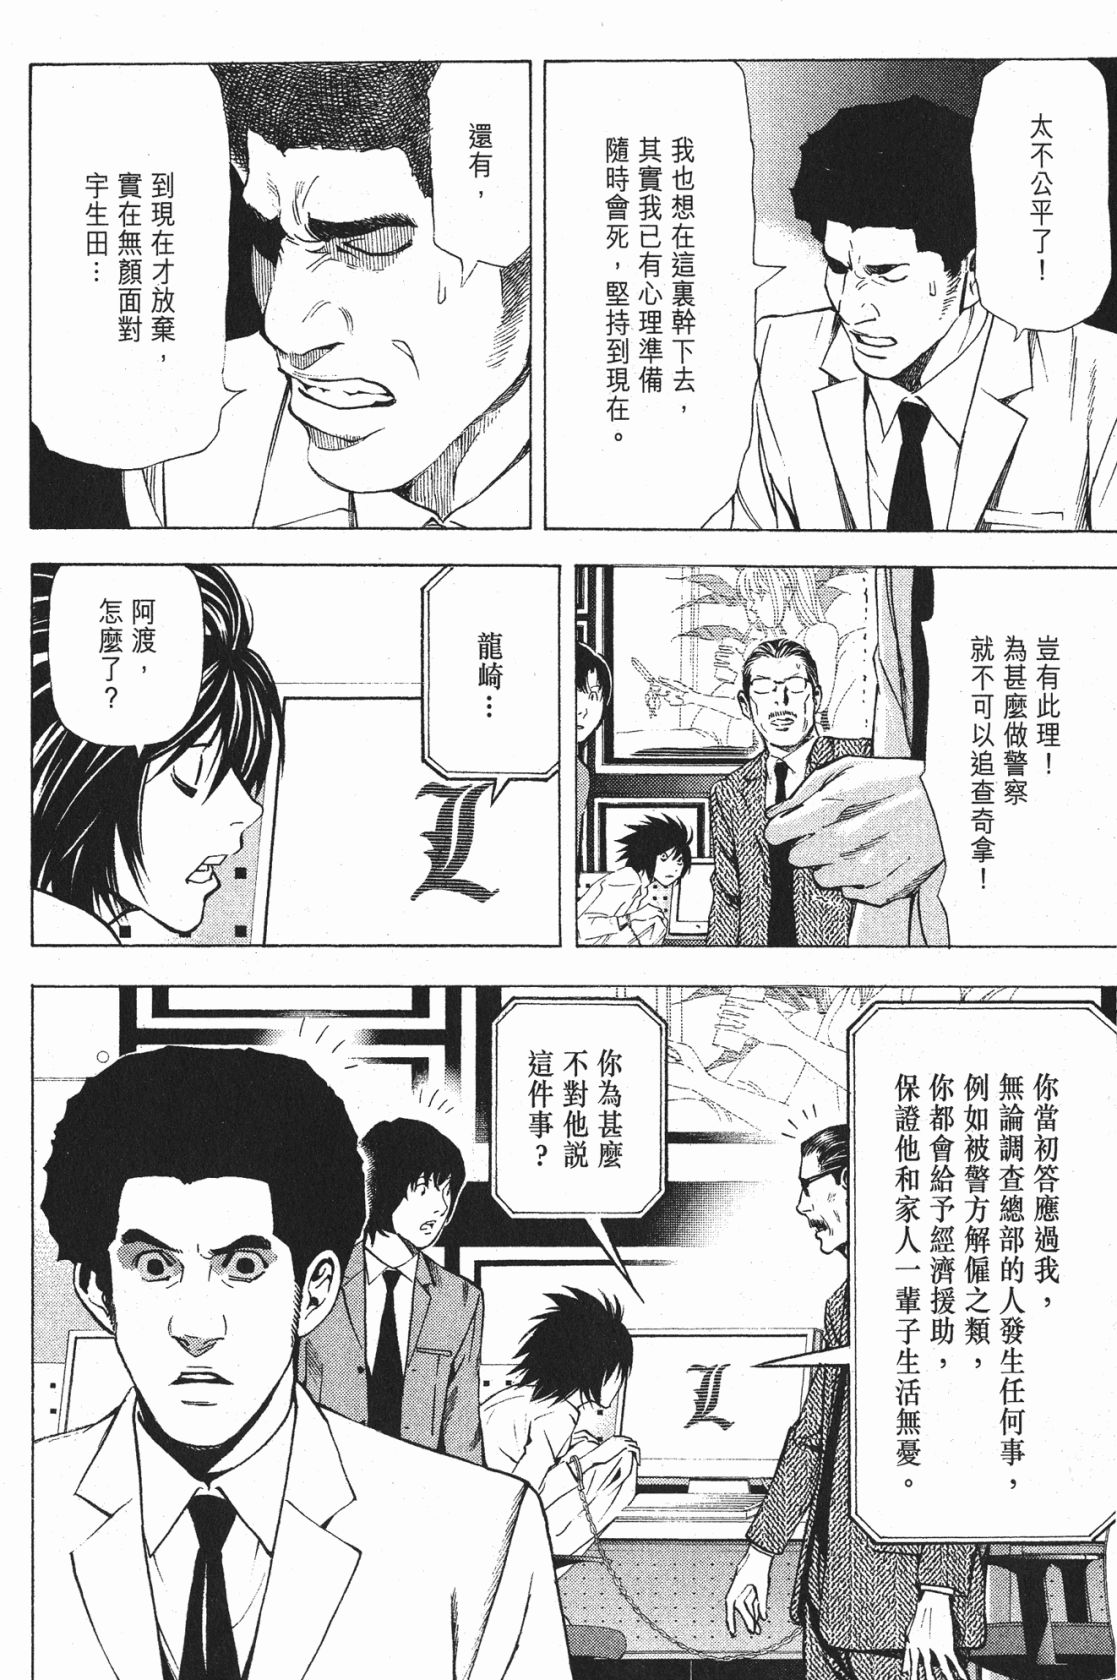 太不公平了！
我也想在這裏幹下去，
其實我已有心理準備
隨時會死，堅持到現在。
還有，
到現在才放棄，
實在無顏面對
宇生田…
豈有此理！
為甚麼做警察
就不可以追查奇拿！
龍崎…
L
阿渡，
怎麼了？
你當初答應過我，
無論調查總部的人發生任何事，
例如被警方解僱之類，
你都會給予經濟援助，
保證他和家人一輩子生活無憂。
L
你為甚麼
不對他説
這件事？